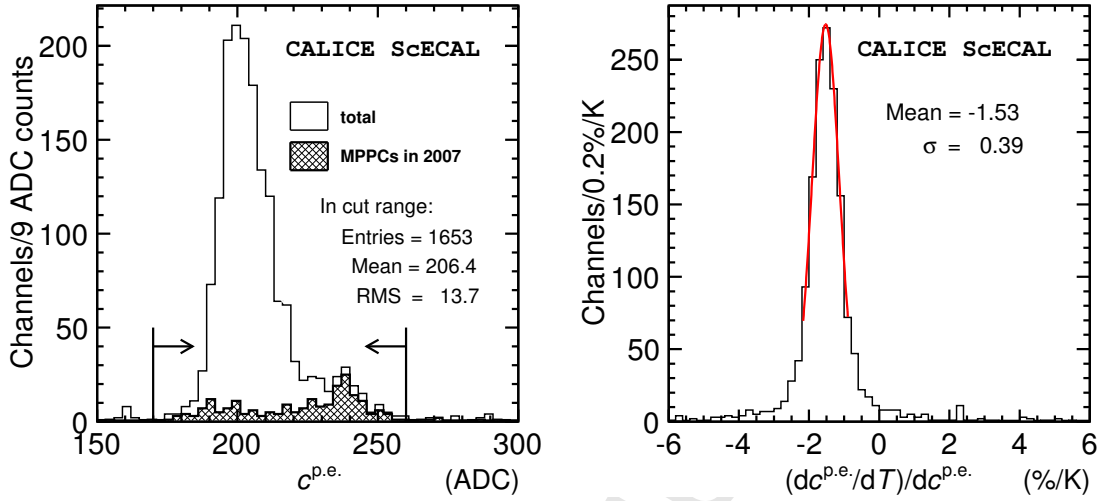 CALICE ScECAL
total
MPPCs in 2007
In cut range:
Entries = 1653
Mean = 206.4
RMS = 13.7
Channels/9 ADC counts
0
50
100
150
200
150 200 250 300
c^p.e. (ADC)
CALICE ScECAL
Mean = -1.53
σ = 0.39
Channels/0.2%/K
0
50
100
150
200
250
-6 -4 -2 0 2 4 6
(dc^p.e./dT)/dc^p.e. (%/K)